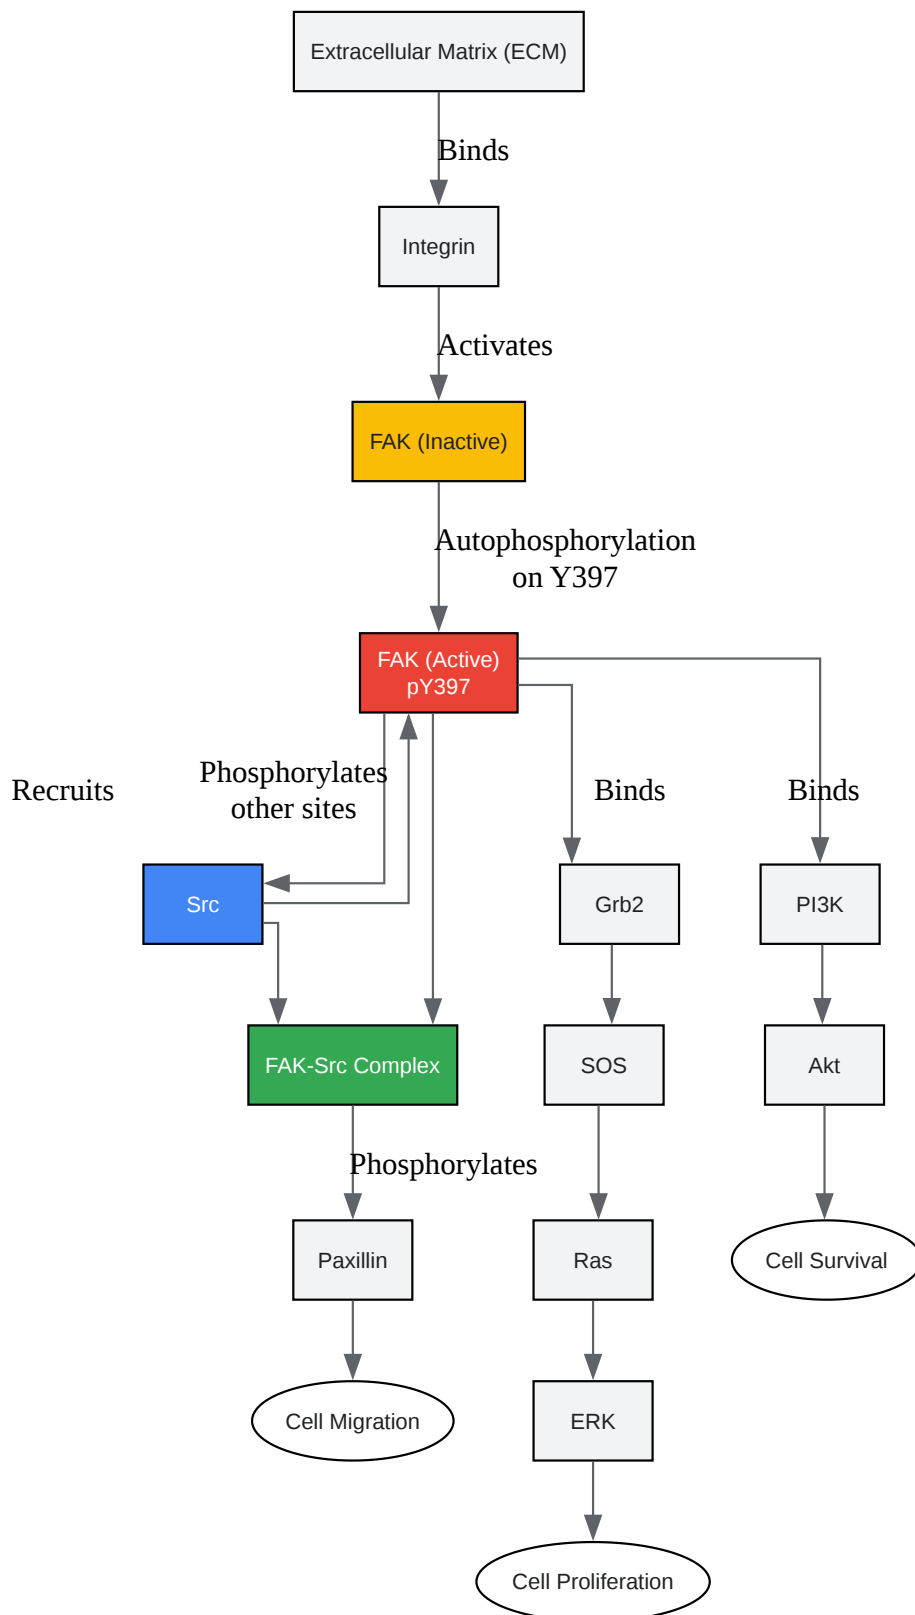 Extracellular Matrix (ECM)
Binds
Integrin
Activates
FAK (Inactive)
Autophosphorylation
on Y397
FAK (Active)
pY397
Recruits
Phosphorylates
other sites
Binds
Binds
Src
Grb2
PI3K
FAK-Src Complex
SOS
Akt
Phosphorylates
Paxillin
Ras
Cell Survival
Cell Migration
ERK
Cell Proliferation